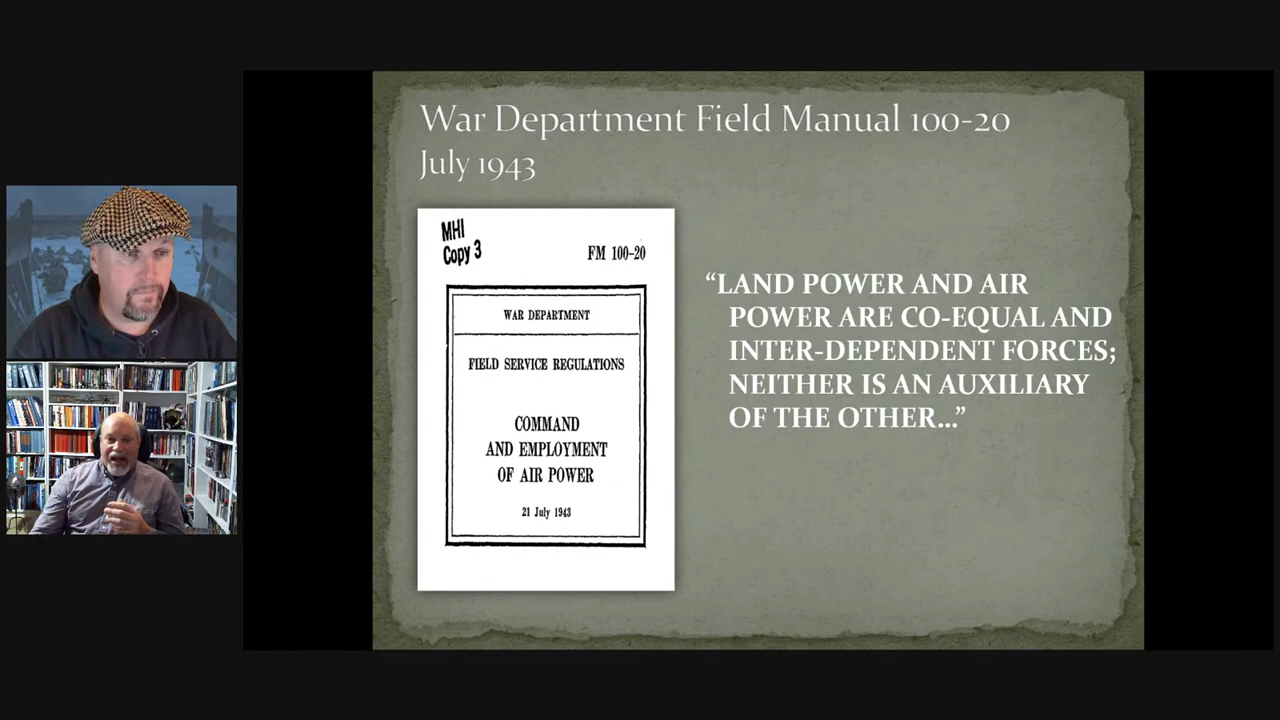 War Department Field Manual 100-20
July 1943
MHI
Copy 3
FM 100-20
WAR DEPARTMENT
FIELD SERVICE REGULATIONS
COMMAND
AND EMPLOYMENT
OF AIR POWER
21 July 1943
“LAND POWER AND AIR
POWER ARE CO-EQUAL AND
INTER-DEPENDENT FORCES;
NEITHER IS AN AUXILIARY
OF THE OTHER…”